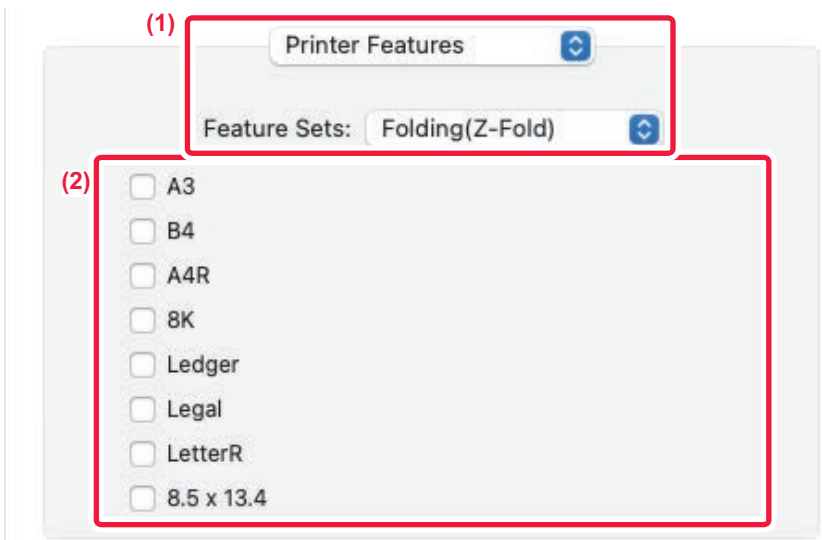 (1)
Printer Features
Feature Sets: Folding(Z-Fold)
(2)
A3
B4
A4R
8K
Ledger
Legal
LetterR
8.5 x 13.4